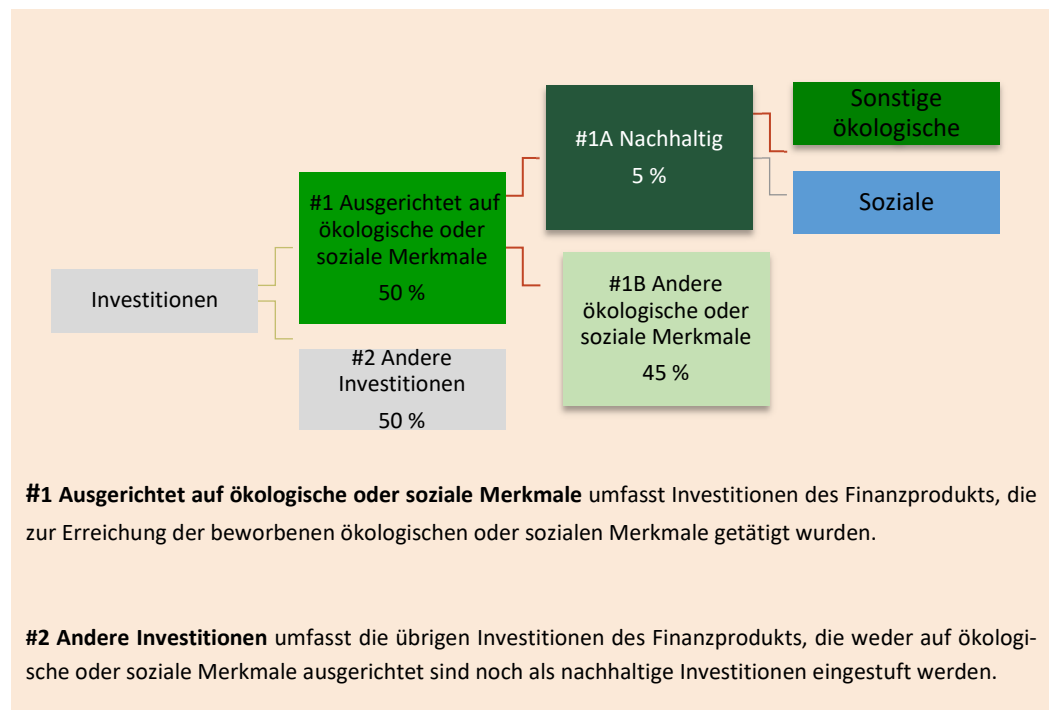 Investitionen
#1 Ausgerichtet auf
ökologische oder
soziale Merkmale
50 %
#2 Andere
Investitionen
50 %
#1A Nachhaltig
5 %
#1B Andere
ökologische oder
soziale Merkmale
45 %
Sonstige
ökologische
Soziale
#1 Ausgerichtet auf ökologische oder soziale Merkmale umfasst Investitionen des Finanzprodukts, die
zur Erreichung der beworbenen ökologischen oder sozialen Merkmale getätigt wurden.
#2 Andere Investitionen umfasst die übrigen Investitionen des Finanzprodukts, die weder auf ökologi-
sche oder soziale Merkmale ausgerichtet sind noch als nachhaltige Investitionen eingestuft werden.